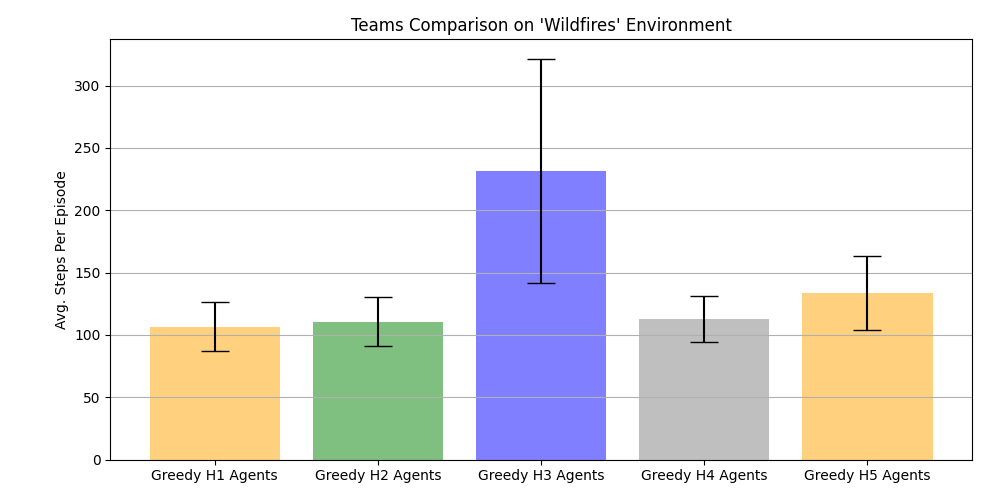 Teams Comparison on 'Wildfires' Environment
Avg. Steps Per Episode
300
250
200
150
100
50
0
Greedy H1 Agents
Greedy H2 Agents
Greedy H3 Agents
Greedy H4 Agents
Greedy H5 Agents